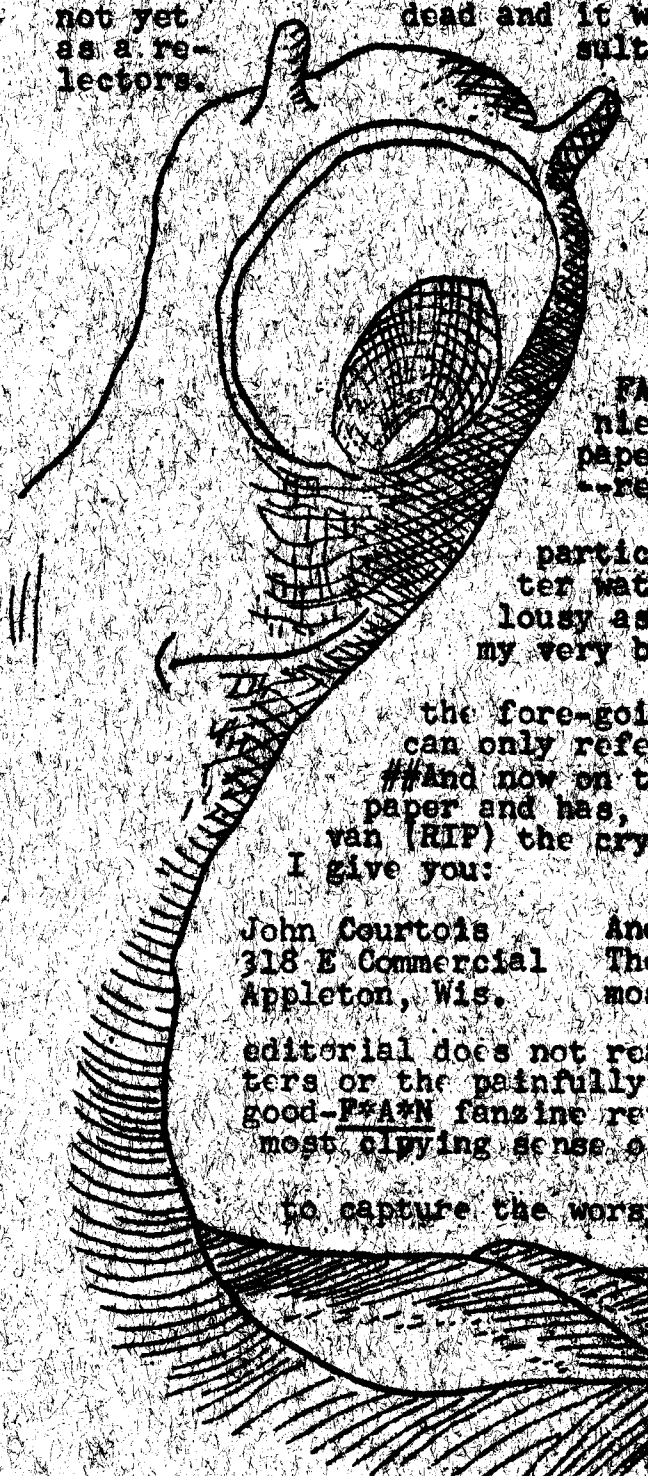 not yet dead and it w
as a re- sult
lectors.
FA
nie
pape
--re
partic
ter wat
lousy as
my very b
the fore-goi
can only refe
##And now on t
paper and has,
van (RIP) the cry
I give you:
John Courtois And
318 E Commercial The
Appleton, Wis. mos
editorial does not rea
ters or the painfully
good-F*A*N fanzine re
most clpying sense o
to capture the wors